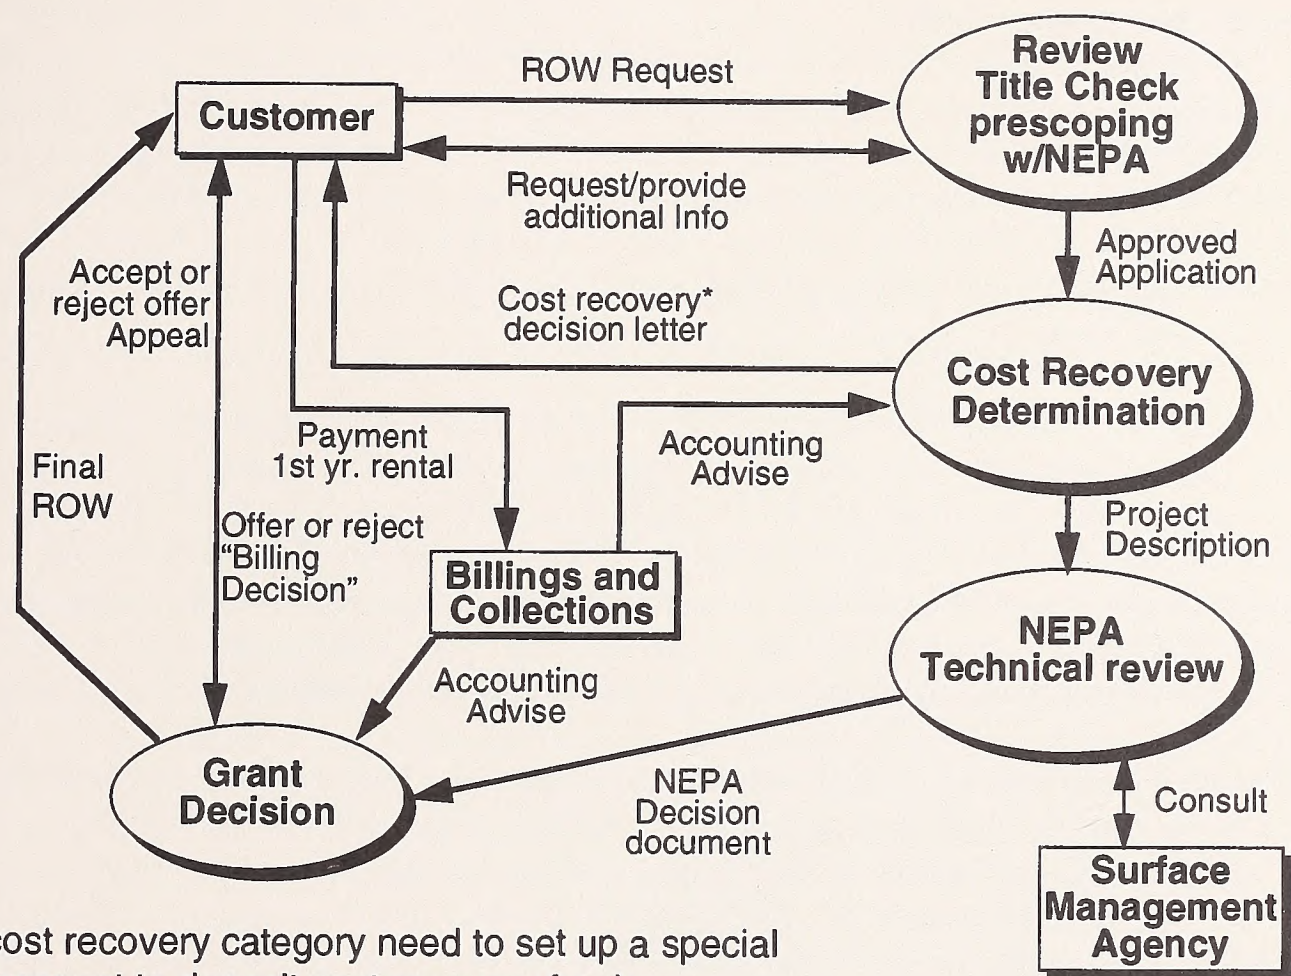 ROW Request
Review
Title Check
prescoping
w/NEPA
Customer
Request/provide
additional Info
Approved
Application
Accept or
reject offer
Appeal
Cost recovery*
decision letter
Cost Recovery
Determination
Payment
1st yr. rental
Accounting
Advise
Final
ROW
Offer or reject
“Billing
Decision”
Project
Description
Billings and
Collections
NEPA
Technical review
Accounting
Advise
Grant
Decision
NEPA
Decision
document
Consult
Surface
Management
Agency
cost recovery category need to set up a special